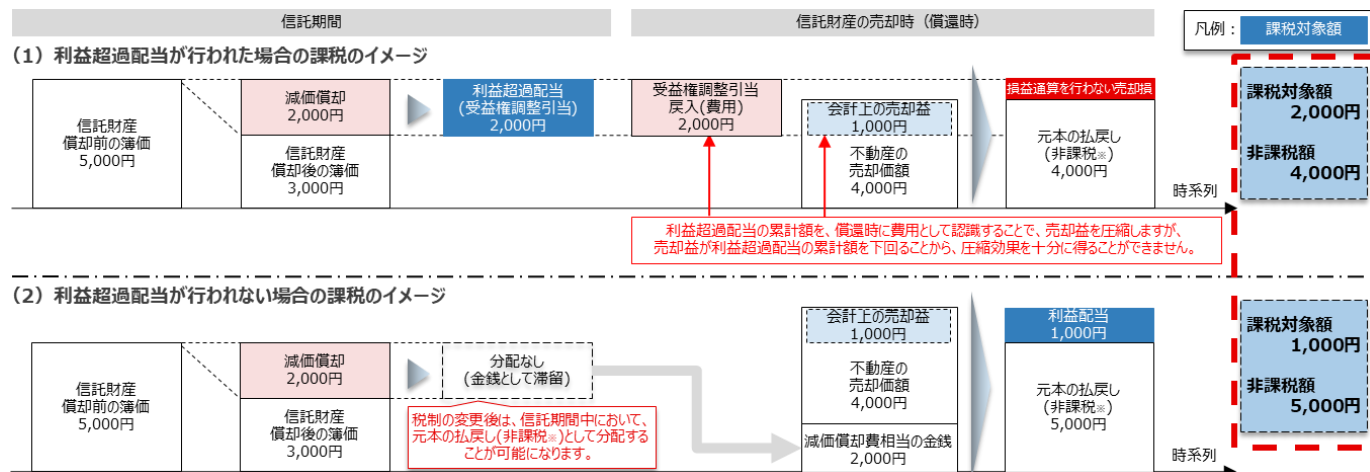 信託期間
信託財産の売却時（償還時）
凡例：
課税対象額
（1）利益超過配当が行われた場合の課税のイメージ
信託財産
償却前の簿価
5,000円
減価償却
2,000円
信託財産
償却後の簿価
3,000円
利益超過配当
(受益権調整引当)
2,000円
受益権調整引当
戻入(費用)
2,000円
会計上の売却益
1,000円
不動産の
売却価額
4,000円
損益通算を行わない売却損
元本の払戻し
(非課税※)
4,000円
時系列
課税対象額
2,000円
非課税額
4,000円
利益超過配当の累計額を、償還時に費用として認識することで、売却益を圧縮しますが、
売却益が利益超過配当の累計額を下回ることから、圧縮効果を十分に得ることができません。
（2）利益超過配当が行われない場合の課税のイメージ
信託財産
償却前の簿価
5,000円
減価償却
2,000円
信託財産
償却後の簿価
3,000円
分配なし
(金銭として滞留)
税制の変更後は、信託期間中において、
元本の払戻し(非課税※)として分配する
ことが可能になります。
会計上の売却益
1,000円
不動産の
売却価額
4,000円
減価償却費相当の金銭
2,000円
利益配当
1,000円
元本の払戻し
(非課税※)
5,000円
時系列
課税対象額
1,000円
非課税額
5,000円